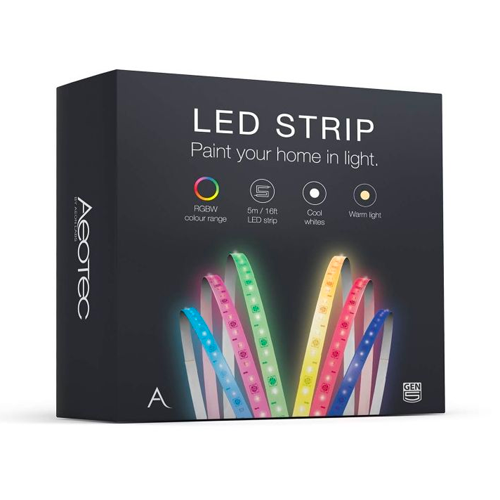 LED STRIP
Paint your home in light.
RGBW
colour range
5m / 16ft
LED strip
Cool
whites
Warm light
AEOTEC
GEN
5